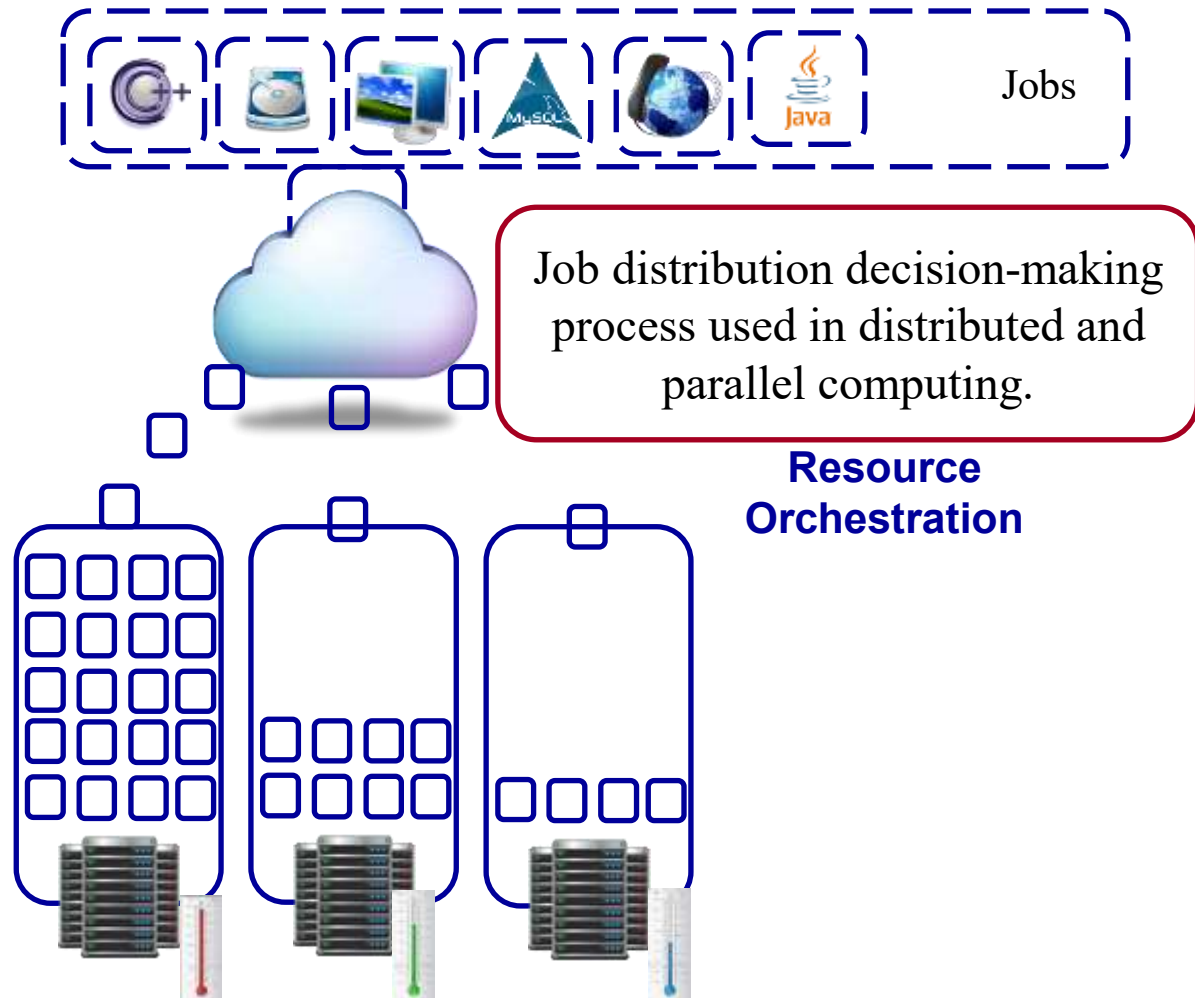 C++
MySQL
Java
Jobs
Job distribution decision-making
process used in distributed and
parallel computing.
Resource
Orchestration